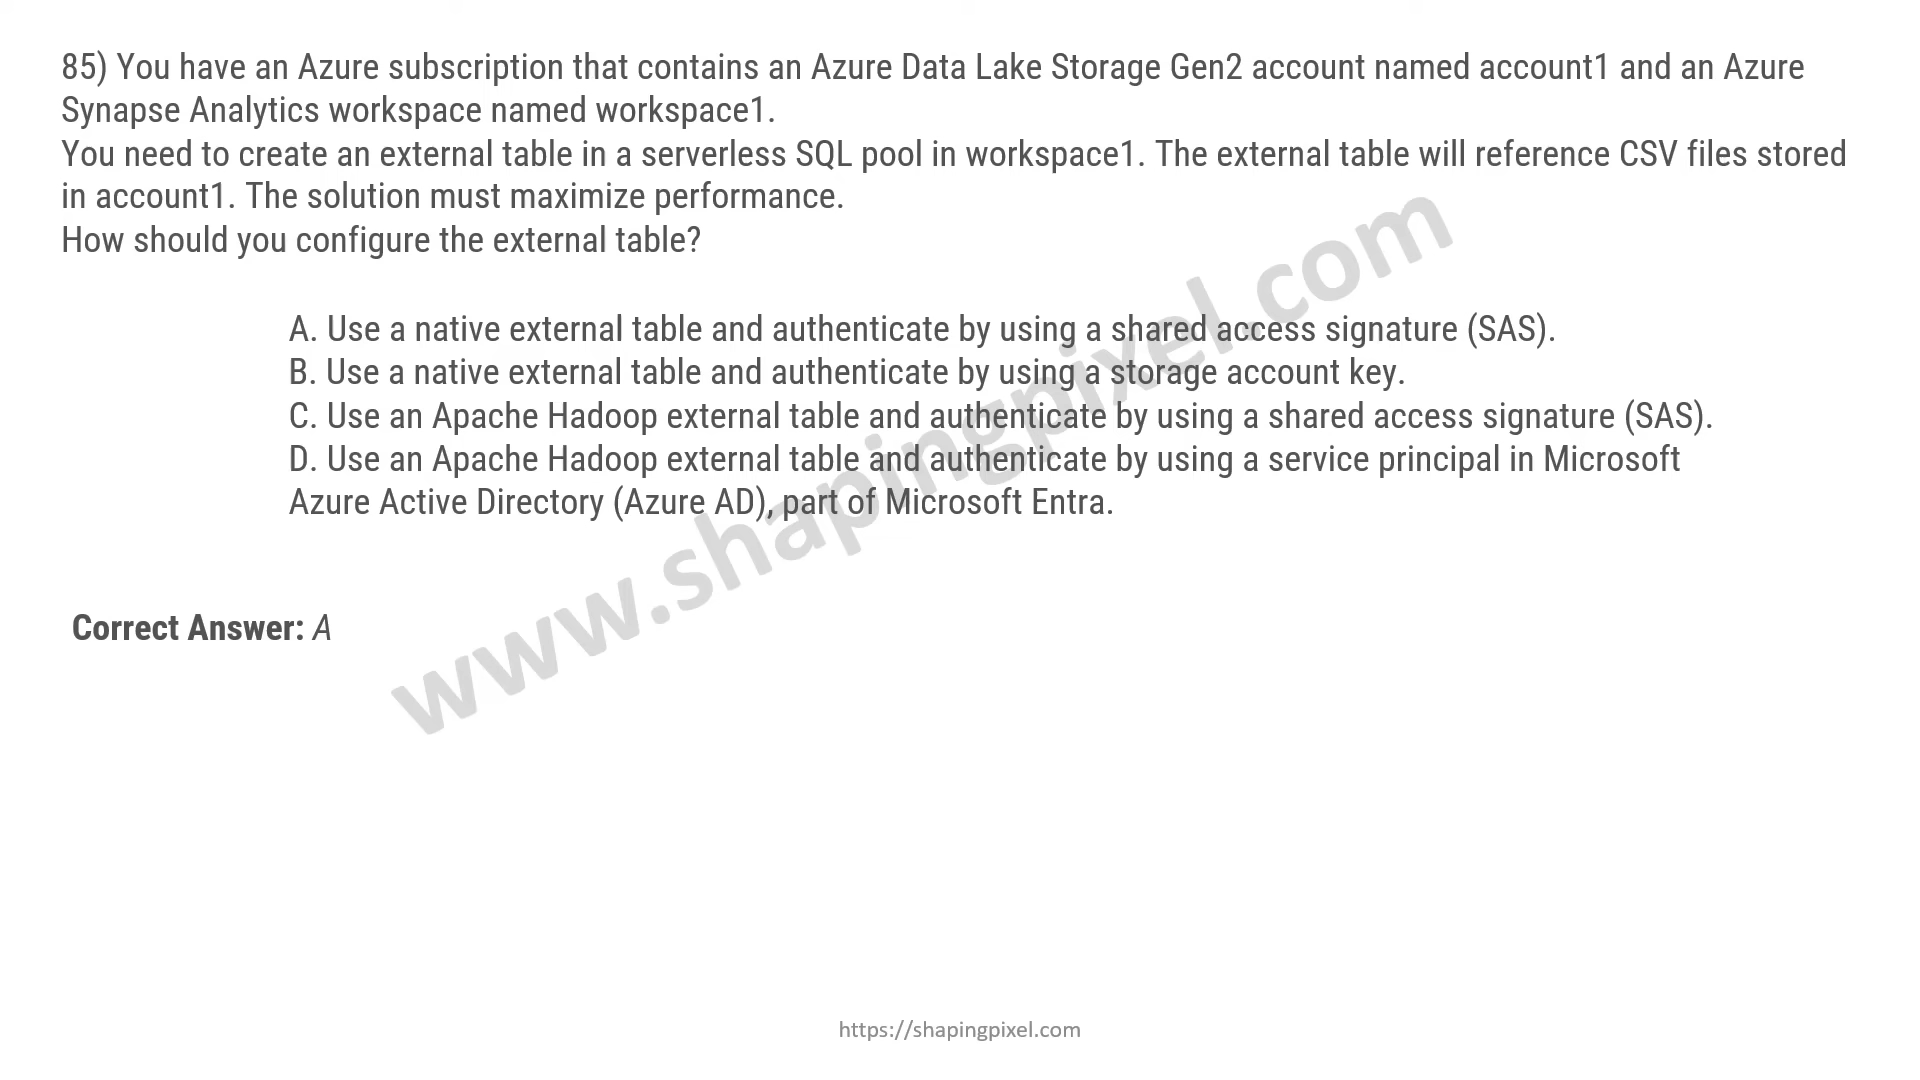 85) You have an Azure subscription that contains an Azure Data Lake Storage Gen2 account named account1 and an Azure
Synapse Analytics workspace named workspace1.
You need to create an external table in a serverless SQL pool in workspace1. The external table will reference CSV files stored
in account1. The solution must maximize performance.
How should you configure the external table?
A. Use a native external table and authenticate by using a shared access signature (SAS).
B. Use a native external table and authenticate by using a storage account key.
C. Use an Apache Hadoop external table and authenticate by using a shared access signature (SAS).
D. Use an Apache Hadoop external table and authenticate by using a service principal in Microsoft
Azure Active Directory (Azure AD), part of Microsoft Entra.
www.shapingpixel.com
Correct Answer: A
https://shapingpixel.com